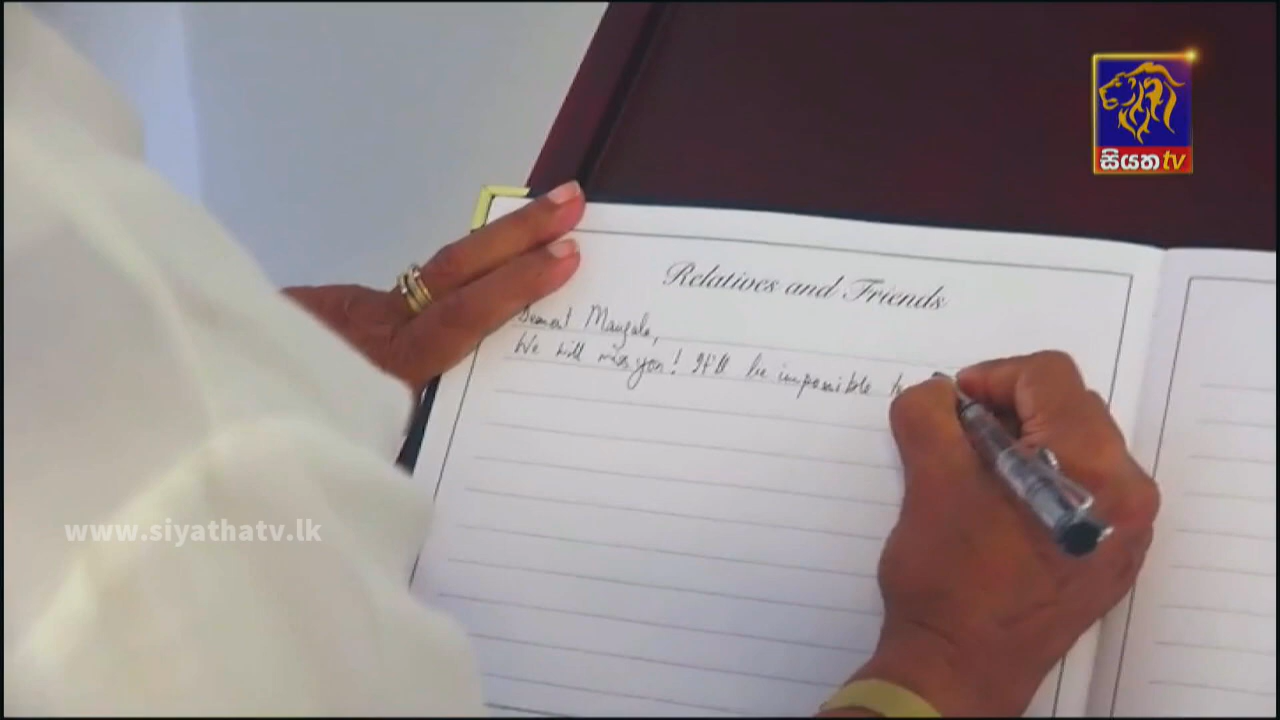 සියත tv
Relatives and Friends
Dearest Mangala,
We will miss you! It'll be impossible to
www.siyathatv.lk